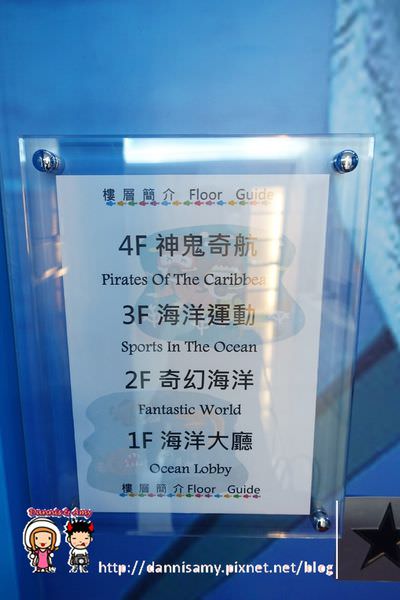 樓層簡介 Floor Guide
4F 神鬼奇航
Pirates Of The Caribbea
3F 海洋運動
Sports In The Ocean
2F 奇幻海洋
Fantastic World
1F 海洋大廳
Ocean Lobby
樓層簡介 Floor Guide
Dannis & Amy
http://dannisamy.pixnet.net/blog